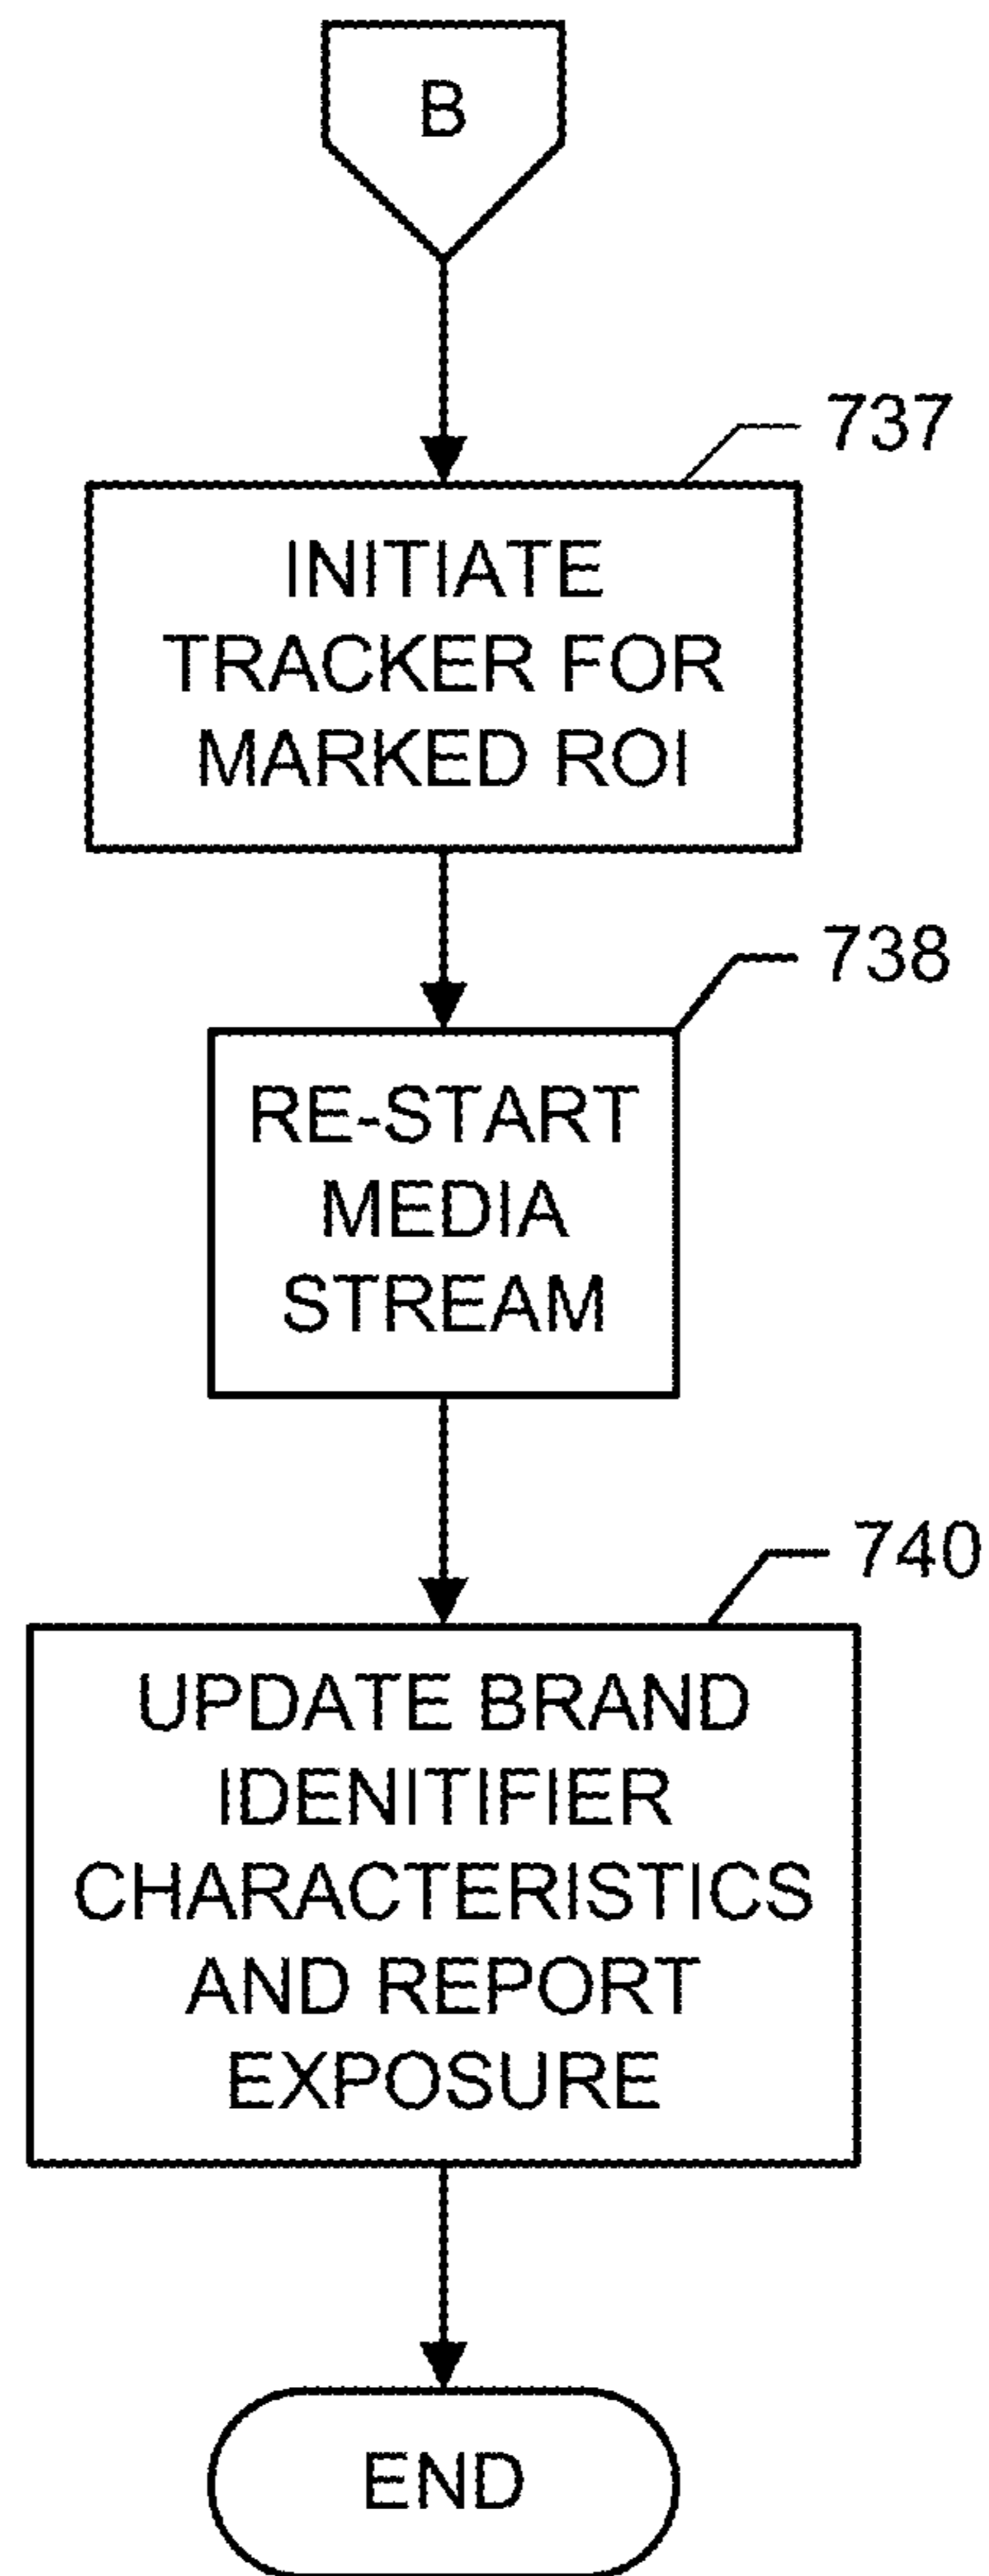 B
737
INITIATE
TRACKER FOR
MARKED ROI
738
RE-START
MEDIA
STREAM
740
UPDATE BRAND
IDENITIFIER
CHARACTERISTICS
AND REPORT
EXPOSURE
END